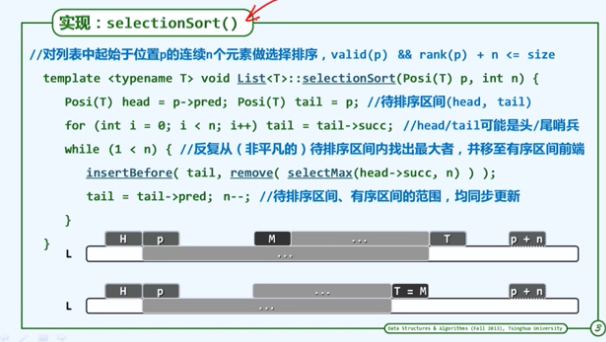 实现：selectionSort()
//对列表中起始于位置p的连续n个元素做选择排序，valid(p) && rank(p) + n <= size
template <typename T> void List<T>::selectionSort(Posi(T) p, int n) {
Posi(T) head = p->pred; Posi(T) tail = p; //待排序区间(head, tail)
for (int i = 0; i < n; i++) tail = tail->succ; //head/tail可能是头/尾哨兵
while (1 < n) { //反复从（非平凡的）待排序区间内找出最大者，并移至有序区间前端
insertBefore( tail, remove( selectMax(head->succ, n) ) );
tail = tail->pred; n--; //待排序区间、有序区间的范围，均同步更新
}
}
H p M ... T p + n
L ...
H p ... T = M p + n
L ...
Data Structures & Algorithms (Fall 2013), Tsinghua University 3